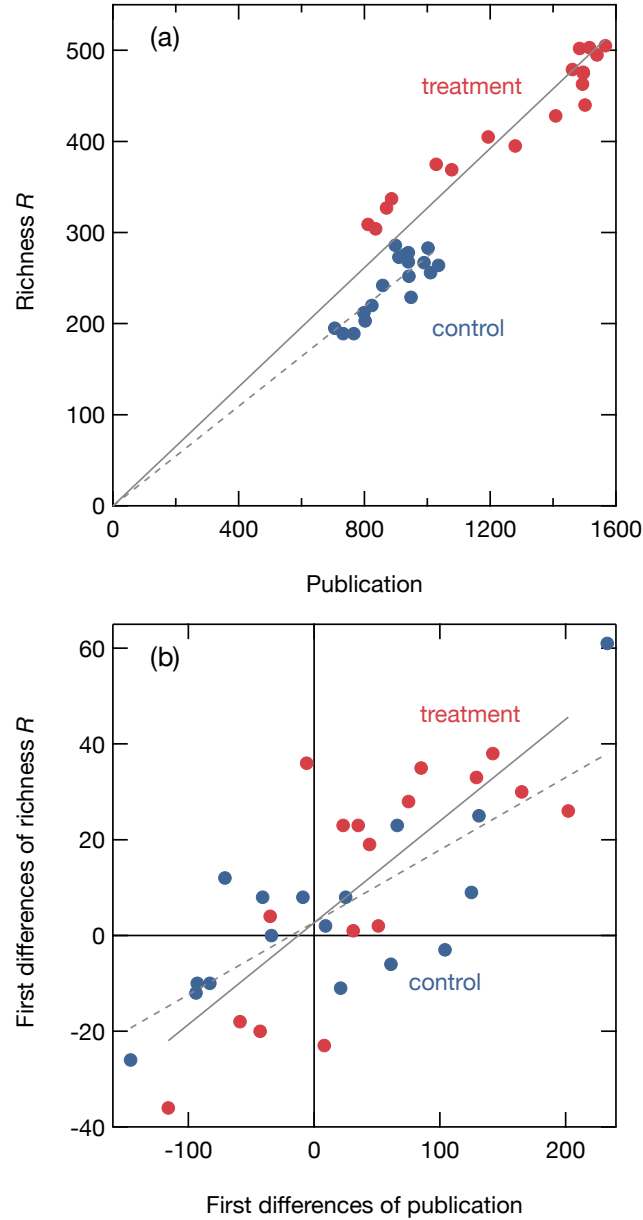 (a)
500
treatment
400
300
200
control
100
0
0
400
800
1200
1600
Richness R
Publication
60
(b)
treatment
40
20
0
control
-20
-40
-100
0
100
200
First differences of richness R
First differences of publication